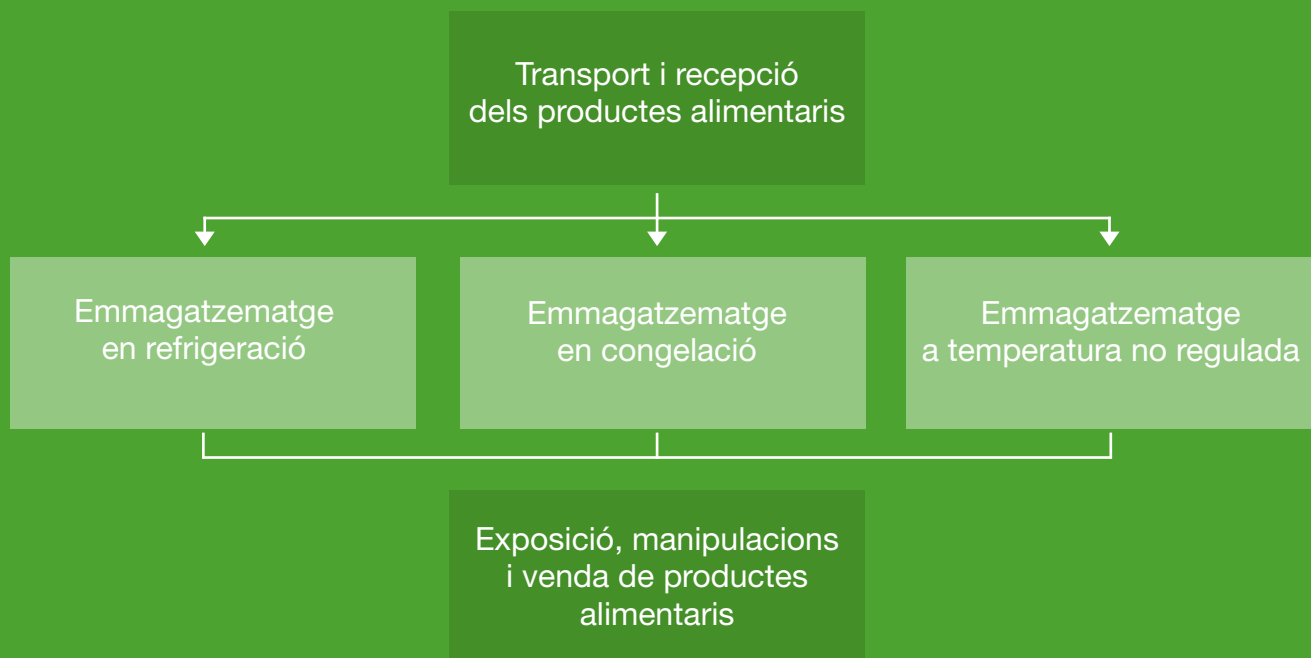 Transport i recepció
dels productes alimentaris
Emmagatzematge
en refrigeració
Emmagatzematge
en congelació
Emmagatzematge
a temperatura no regulada
Exposició, manipulacions
i venda de productes
alimentaris